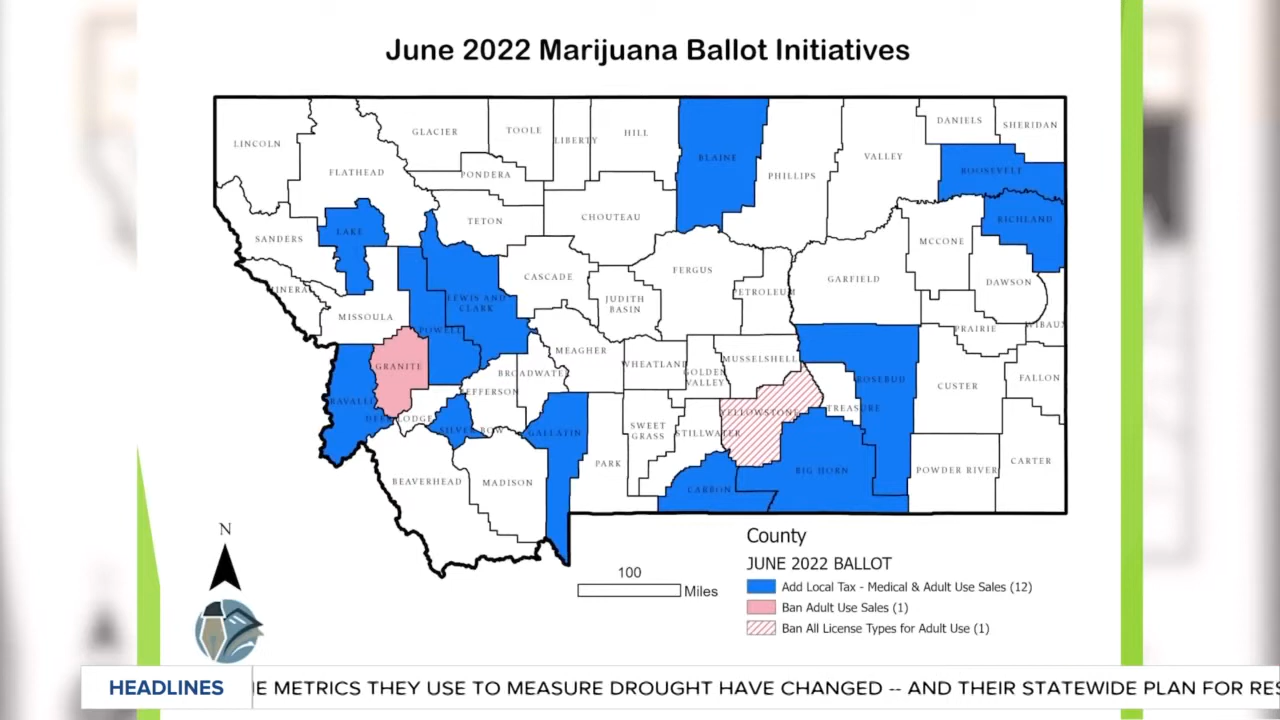 June 2022 Marijuana Ballot Initiatives
LINCOLN
FLATHEAD
GLACIER
TOOLE
LIBERTY
HILL
BLAINE
PHILLIPS
VALLEY
DANIELS
SHERIDAN
ROOSEVELT
PONDERA
TETON
CHOUTEAU
RICHLAND
SANDERS
LAKE
MCCONE
CASCADE
FERGUS
GARFIELD
DAWSON
LEWIS AND
CLARK
JUDITH
BASIN
PETROLEUM
MISSOULA
POWELL
PRAIRIE
WIBAUX
GRANITE
MEAGHER
WHEATLAND
GOLDEN
VALLEY
MUSSELSHELL
BROADWATER
JEFFERSON
ROSEBUD
CUSTER
FALLON
RAVALLI
DEER LODGE
SILVER BOW
GALLATIN
SWEET
GRASS
STILLWATER
YELLOWSTONE
TREASURE
BEAVERHEAD
MADISON
PARK
CARBON
BIG HORN
POWDER RIVER
CARTER
N
100
Miles
County
JUNE 2022 BALLOT
Add Local Tax - Medical & Adult Use Sales (12)
Ban Adult Use Sales (1)
Ban All License Types for Adult Use (1)
HEADLINES
METRICS THEY USE TO MEASURE DROUGHT HAVE CHANGED -- AND THEIR STATEWIDE PLAN FOR